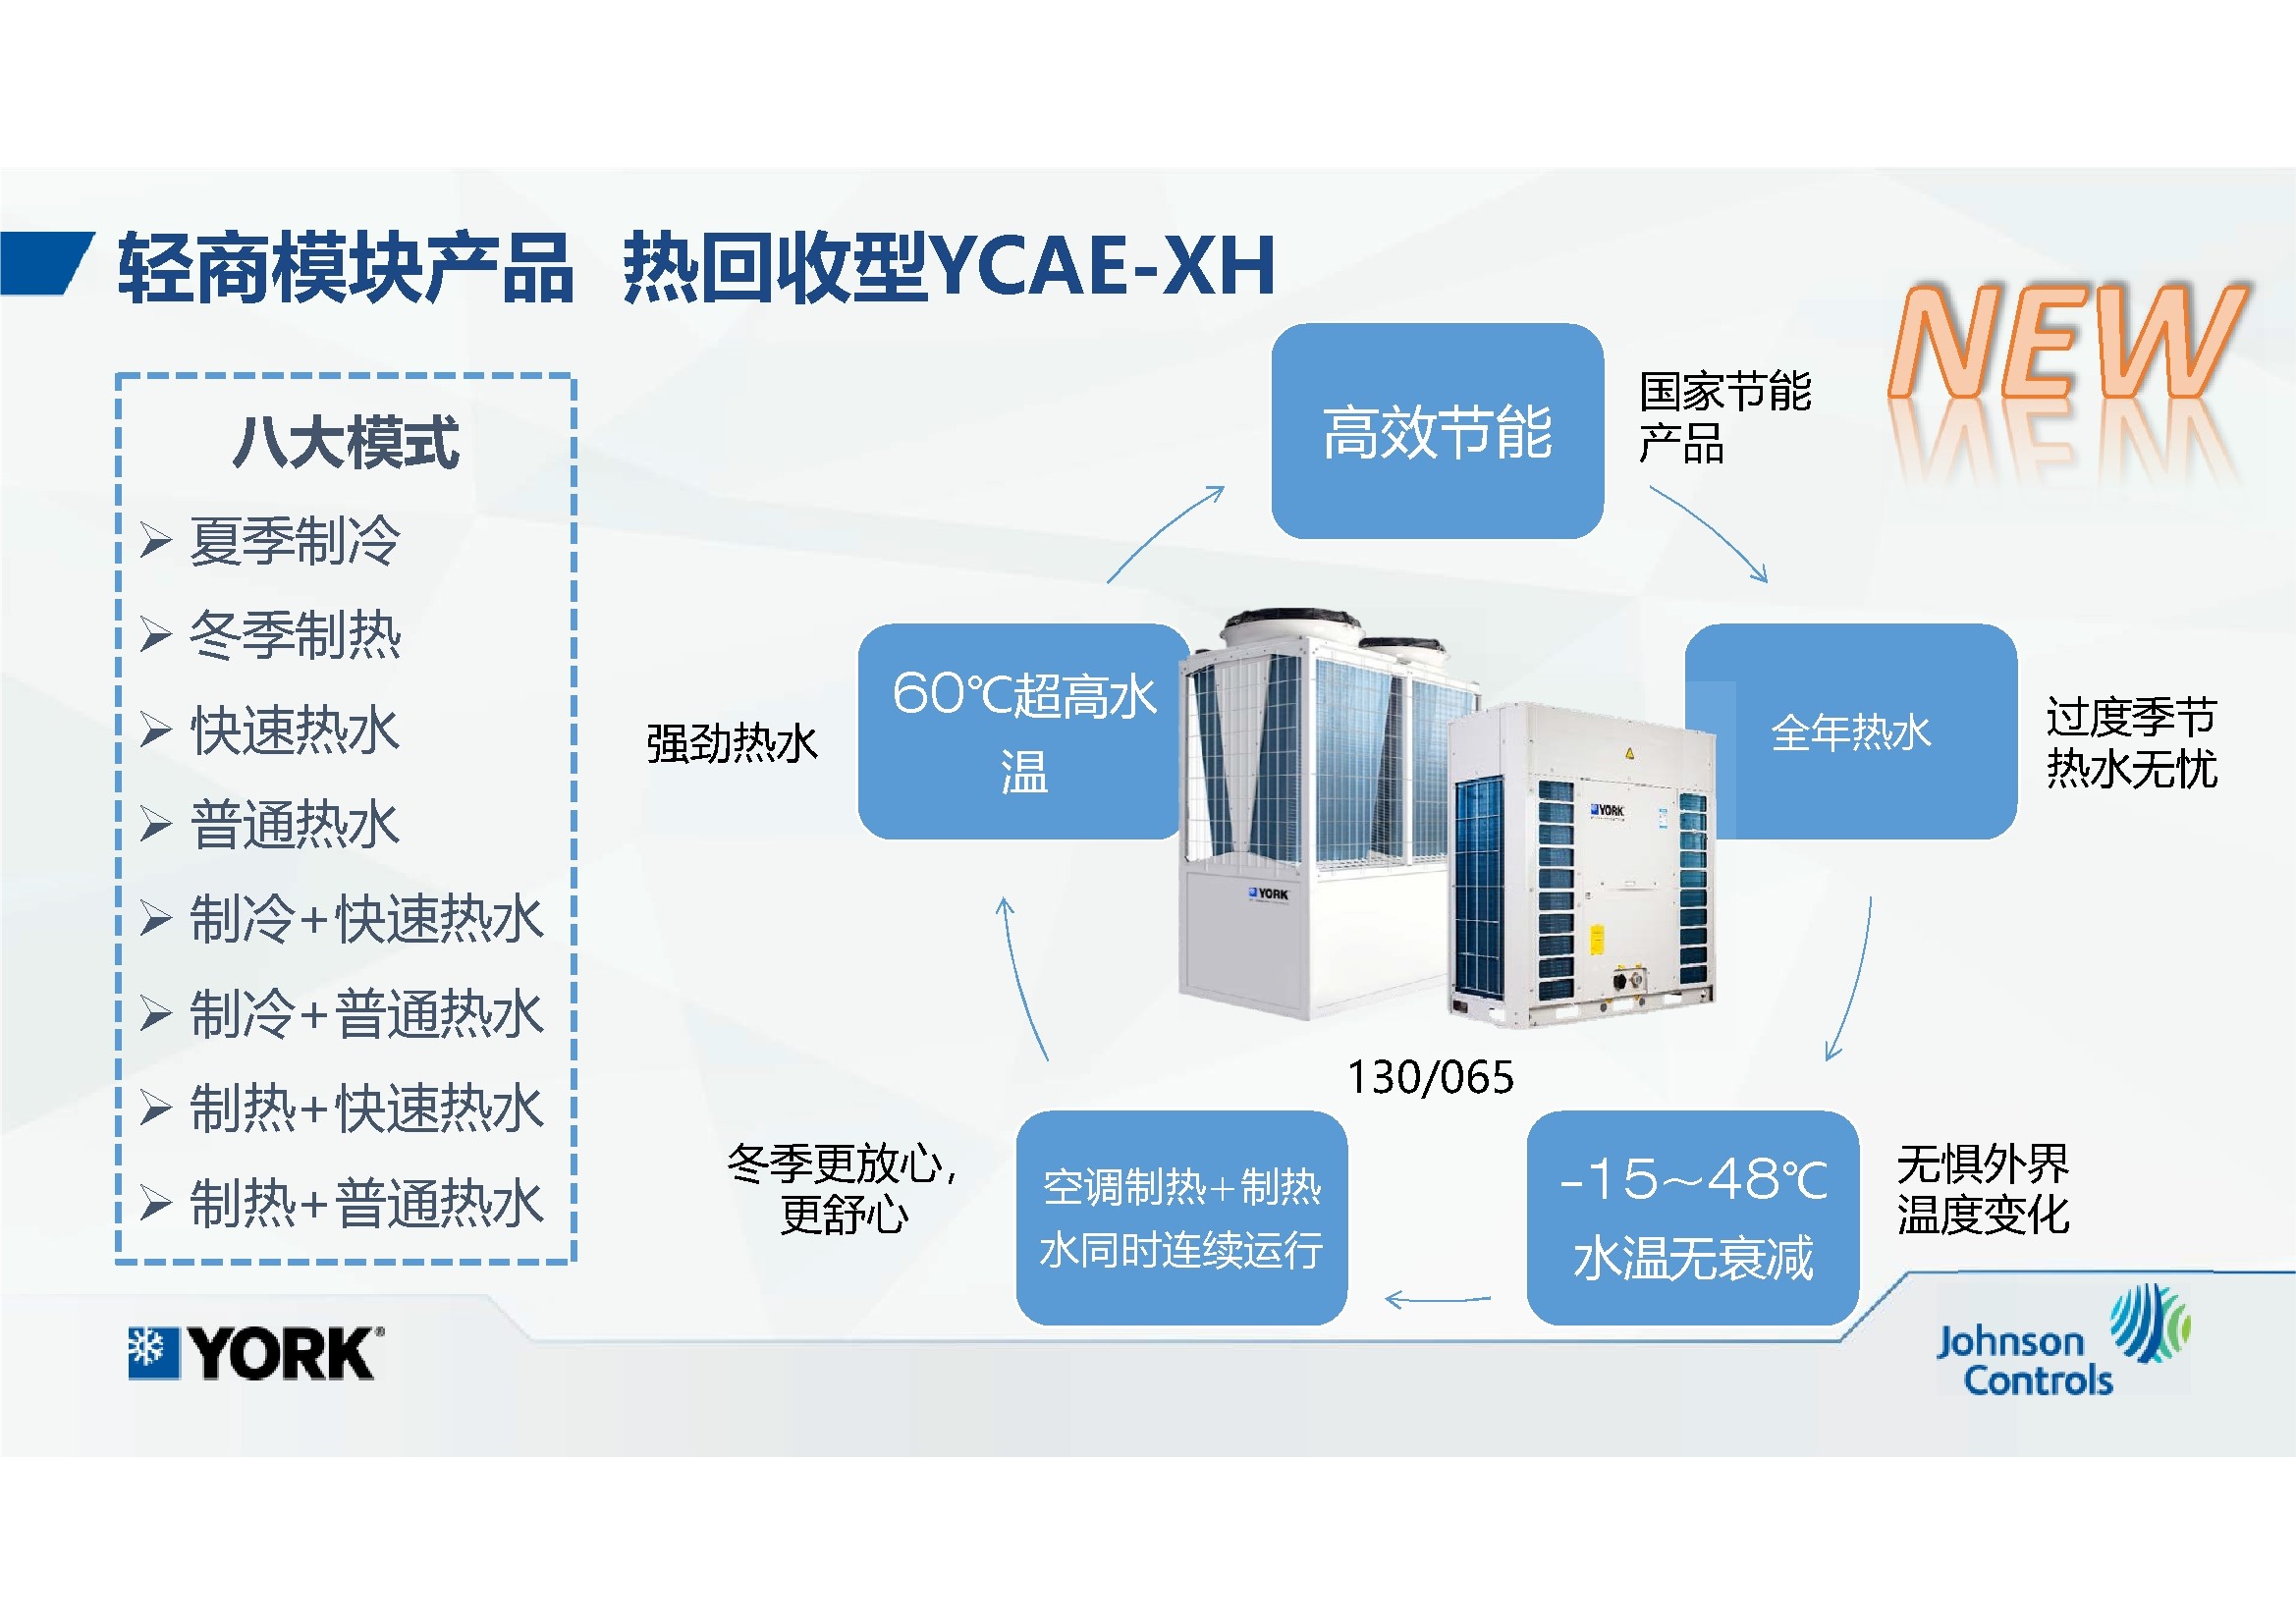 轻商模块产品 热回收型YCAE-XH
NEW
八大模式
夏季制冷
冬季制热
快速热水
普通热水
制冷+快速热水
制冷+普通热水
制热+快速热水
制热+普通热水
高效节能
国家节能
产品
全年热水
过度季节
热水无忧
-15~48℃
水温无衰减
无惧外界
温度变化
空调制热+制热
水同时连续运行
冬季更放心，
更舒心
60℃超高水
温
强劲热水
YORK
YORK
130/065
YORK®
Johnson
Controls